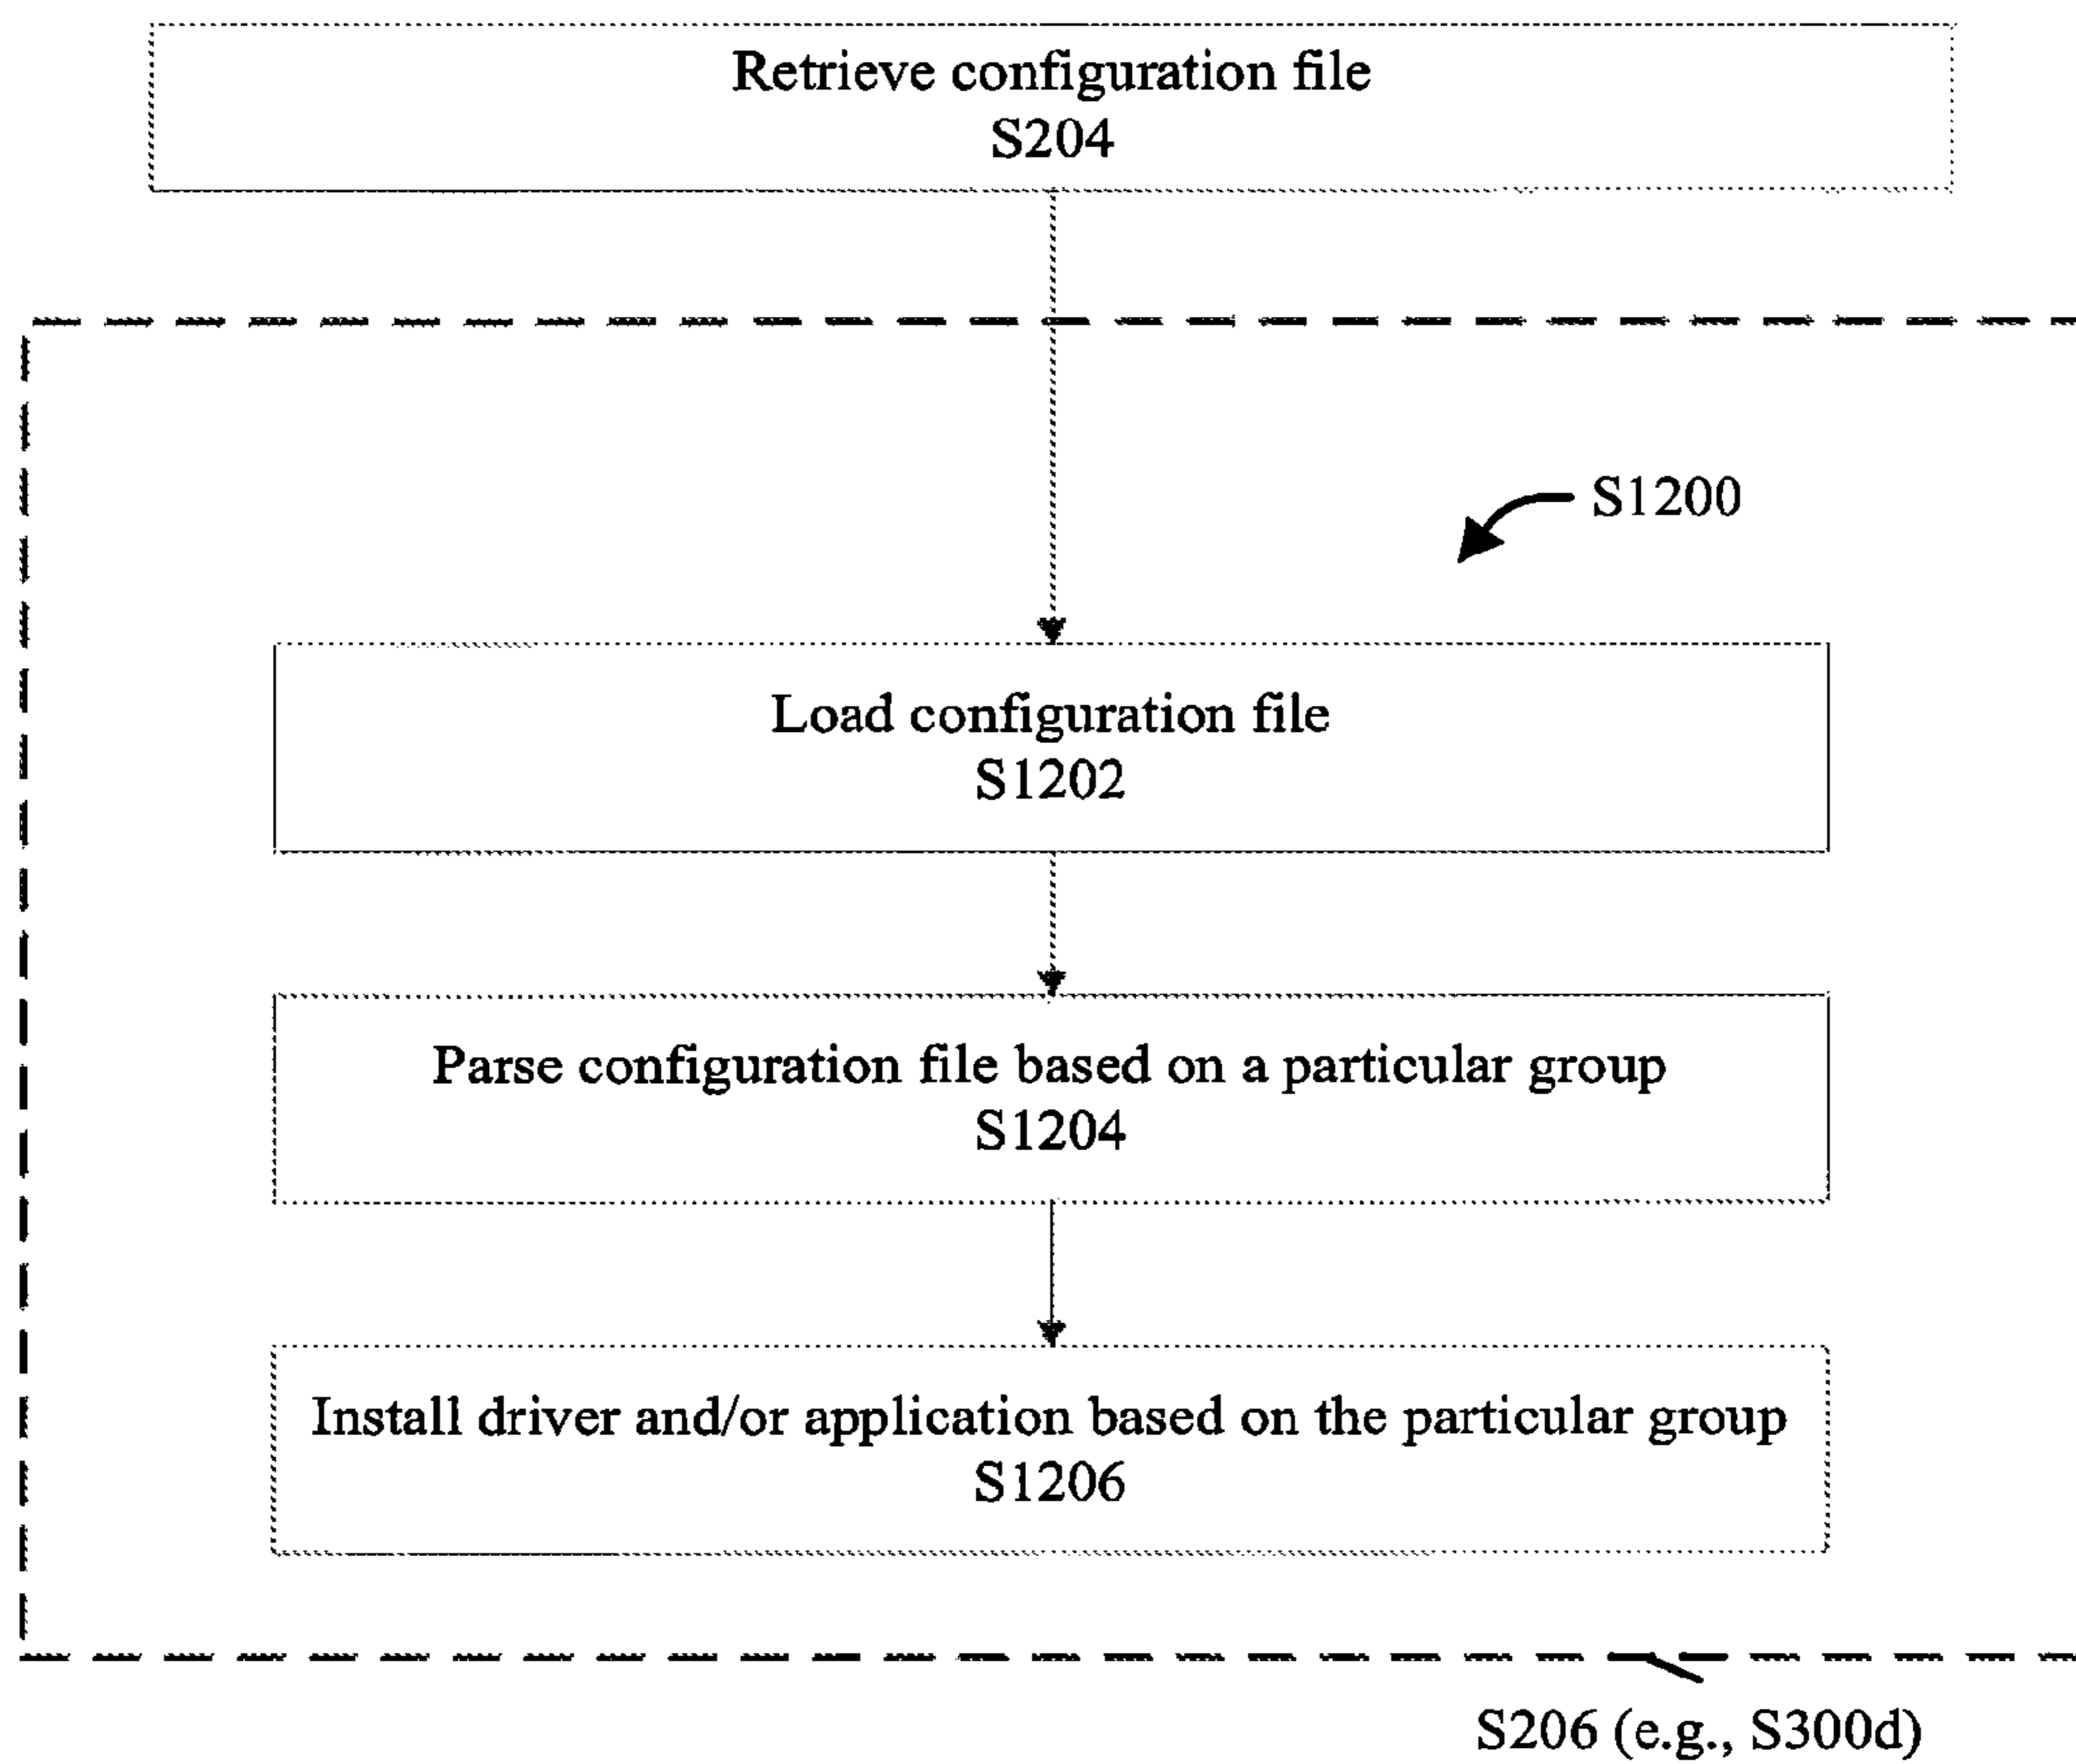 Retrieve configuration file
S204
S1200
Load configuration file
S1202
Parse configuration file based on a particular group
S1204
Install driver and/or application based on the particular group
S1206
S206 (e.g., S300d)